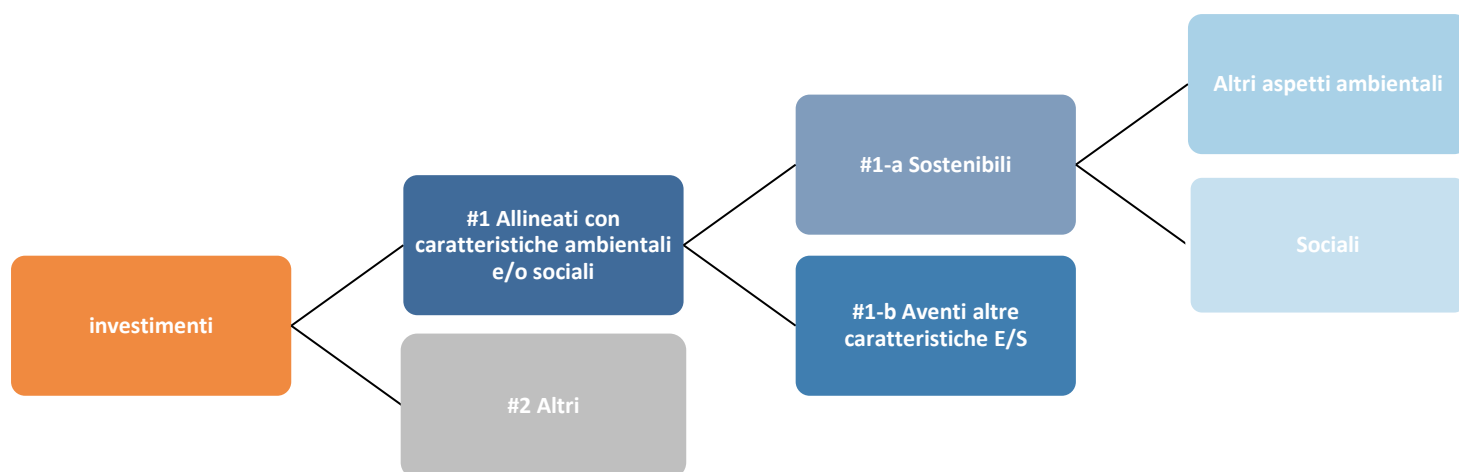 investimenti
#1 Allineati con
caratteristiche ambientali
e/o sociali
#2 Altri
#1-a Sostenibili
#1-b Aventi altre
caratteristiche E/S
Altri aspetti ambientali
Sociali